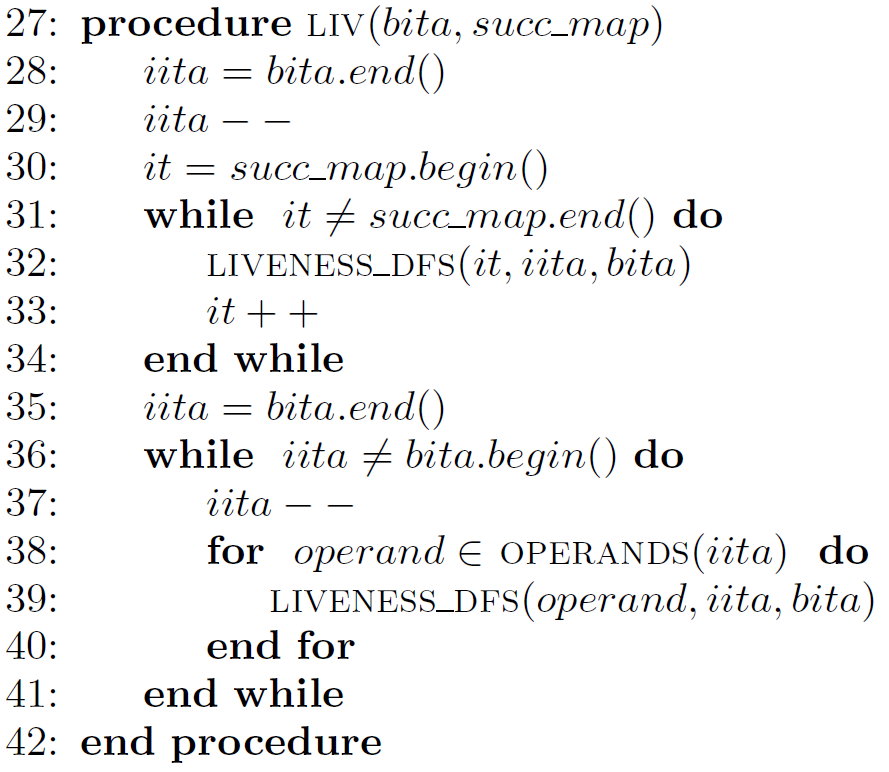 27: procedure LIV(bita, succ_map)
28: iita = bita.end()
29: iita − −
30: it = succ_map.begin()
31: while it ≠ succ_map.end() do
32: LIVENESS_DFS(it, iita, bita)
33: it + +
34: end while
35: iita = bita.end()
36: while iita ≠ bita.begin() do
37: iita − −
38: for operand ∈ OPERANDS(iita) do
39: LIVENESS_DFS(operand, iita, bita)
40: end for
41: end while
42: end procedure